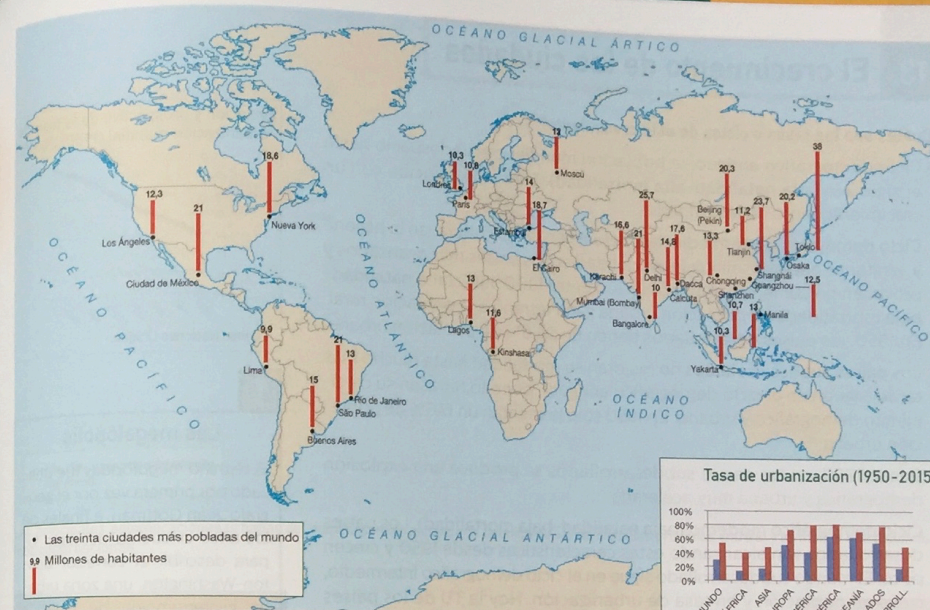 OCÉANO GLACIAL ÁRTICO
12
Moscú
10,3
Londres
10,8
París
14
Estambul
18,7
El Cairo
18,6
Nueva York
12,3
Los Ángeles
21
Ciudad de México
OCÉANO PACÍFICO
OCÉANO ATLÁNTICO
38
Tokio
20,2
Osaka
20,3
Beijing
(Pekín)
11,2
Tianjin
23,7
Shanghái
13,3
Chongqing
Guangzhou
12,5
Shenzhen
10,7
25,7
Delhi
17,6
Dacca
14,8
Calcuta
16,6
Karachi
21
Mumbai (Bombay)
10
Bangalore
13
Manila
10,3
Yakarta
OCÉANO PACÍFICO
13
Lagos
11,6
Kinshasa
9,9
Lima
21
São Paulo
13
Río de Janeiro
15
Buenos Aires
OCÉANO
ÍNDICO
OCÉANO GLACIAL ANTÁRTICO
• Las treinta ciudades más pobladas del mundo
9,9 Millones de habitantes
Tasa de urbanización (1950-2015
100%
80%
60%
40%
20%
0%